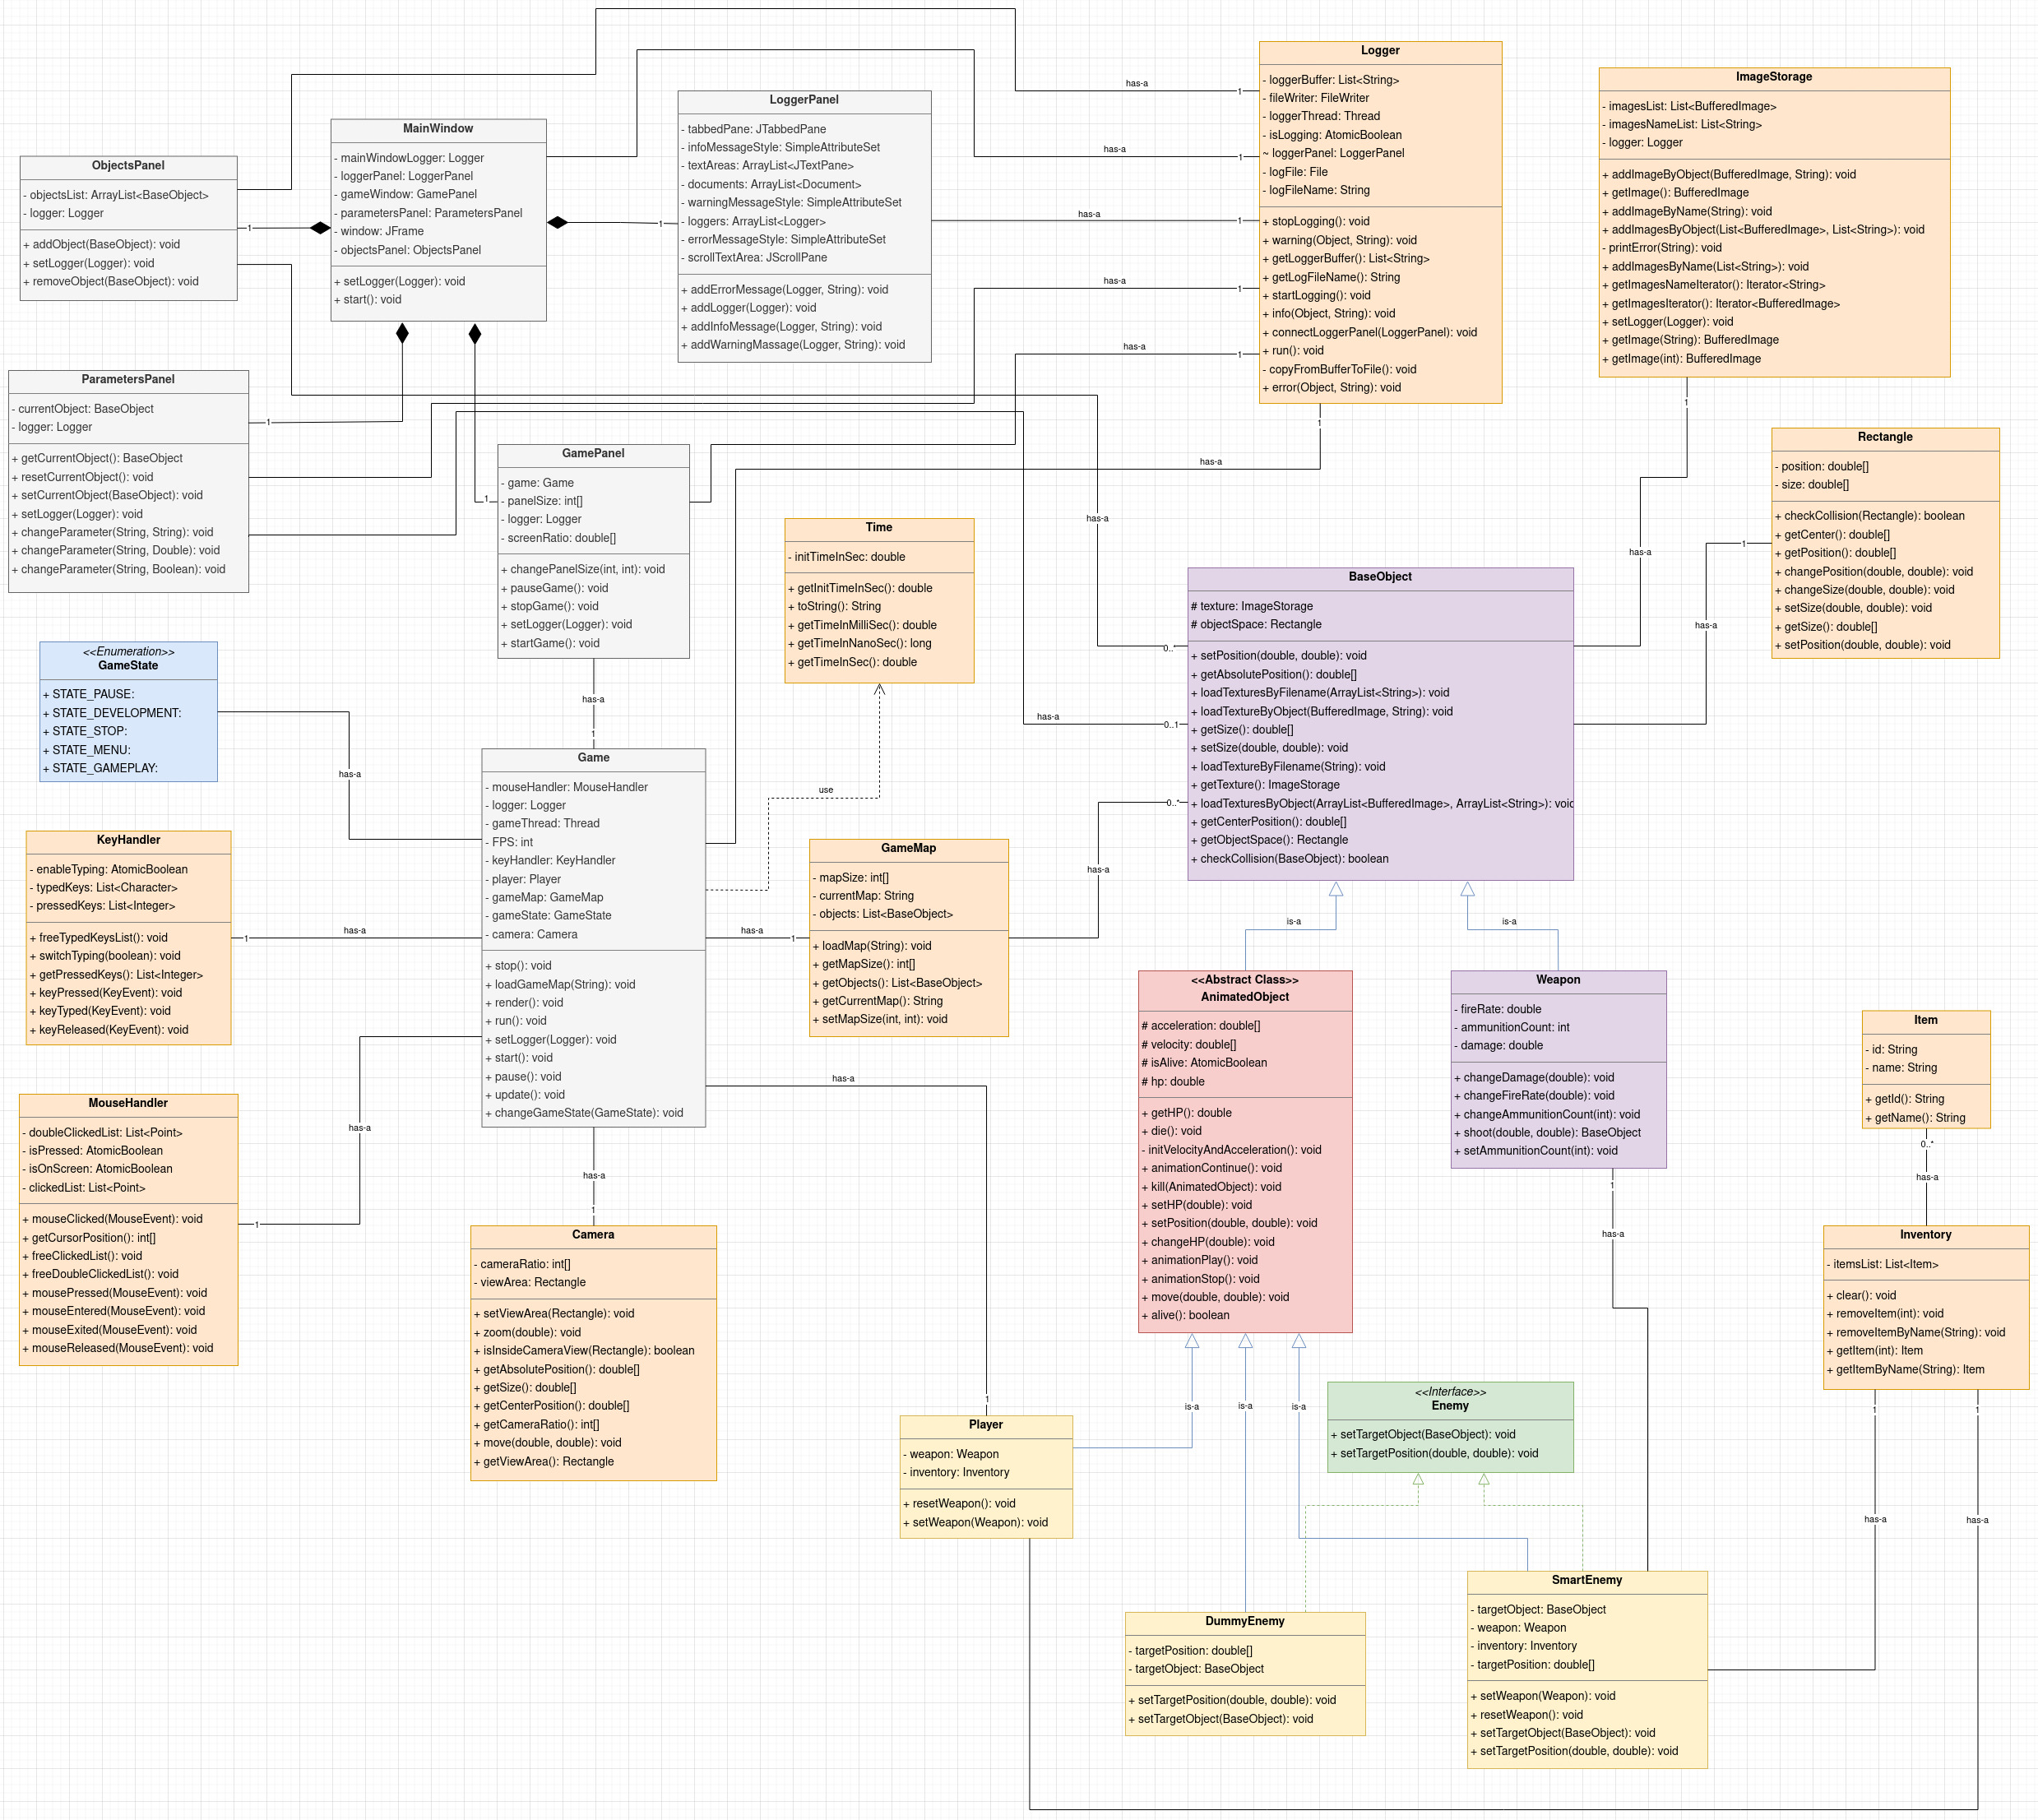 Logger
- loggerBuffer: List<String>
- fileWriter: FileWriter
- loggerThread: Thread
- isLogging: AtomicBoolean
~ loggerPanel: LoggerPanel
- logFile: File
- logFileName: String
+ stopLogging(): void
+ warning(Object, String): void
+ getLoggerBuffer(): List<String>
+ getLogFileName(): String
+ startLogging(): void
+ info(Object, String): void
+ connectLoggerPanel(LoggerPanel): void
+ run(): void
- copyFromBufferToFile(): void
+ error(Object, String): void
ImageStorage
- imagesList: List<BufferedImage>
- imagesNameList: List<String>
- logger: Logger
+ addImageByObject(BufferedImage, String): void
+ getImage(): BufferedImage
+ addImageByName(String): void
+ addImagesByObject(List<BufferedImage>, List<String>): void
- printError(String): void
+ addImagesByName(List<String>): void
+ getImagesNameIterator(): Iterator<String>
+ getImagesIterator(): Iterator<BufferedImage>
+ setLogger(Logger): void
+ getImage(String): BufferedImage
+ getImage(int): BufferedImage
LoggerPanel
- tabbedPane: JTabbedPane
- infoMessageStyle: SimpleAttributeSet
- textAreas: ArrayList<JTextPane>
- documents: ArrayList<Document>
- warningMessageStyle: SimpleAttributeSet
- loggers: ArrayList<Logger>
- errorMessageStyle: SimpleAttributeSet
- scrollTextArea: JScrollPane
+ addErrorMessage(Logger, String): void
+ addLogger(Logger): void
+ addInfoMessage(Logger, String): void
+ addWarningMassage(Logger, String): void
MainWindow
- mainWindowLogger: Logger
- loggerPanel: LoggerPanel
- gameWindow: GamePanel
- parametersPanel: ParametersPanel
- window: JFrame
- objectsPanel: ObjectsPanel
+ setLogger(Logger): void
+ start(): void
ObjectsPanel
- objectsList: ArrayList<BaseObject>
- logger: Logger
+ addObject(BaseObject): void
+ setLogger(Logger): void
+ removeObject(BaseObject): void
has-a
1
has-a
1
has-a
1
has-a
1
has-a
1
1
1
1
1
1
has-a
1
ParametersPanel
- currentObject: BaseObject
- logger: Logger
+ getCurrentObject(): BaseObject
+ resetCurrentObject(): void
+ setCurrentObject(BaseObject): void
+ setLogger(Logger): void
+ changeParameter(String, String): void
+ changeParameter(String, Double): void
+ changeParameter(String, Boolean): void
GamePanel
- game: Game
- panelSize: int[]
- logger: Logger
- screenRatio: double[]
+ changePanelSize(int, int): void
+ pauseGame(): void
+ stopGame(): void
+ setLogger(Logger): void
+ startGame(): void
Time
- initTimeInSec: double
+ getInitTimeInSec(): double
+ toString(): String
+ getTimeInMilliSec(): double
+ getTimeInNanoSec(): long
+ getTimeInSec(): double
Rectangle
- position: double[]
- size: double[]
+ checkCollision(Rectangle): boolean
+ getCenter(): double[]
+ getPosition(): double[]
+ changePosition(double, double): void
+ changeSize(double, double): void
+ setSize(double, double): void
+ getSize(): double[]
+ setPosition(double, double): void
has-a
0..*
has-a
0..1
has-a
has-a
1
BaseObject
# texture: ImageStorage
# objectSpace: Rectangle
+ setPosition(double, double): void
+ getAbsolutePosition(): double[]
+ loadTexturesByFilename(ArrayList<String>): void
+ loadTextureByObject(BufferedImage, String): void
+ getSize(): double[]
+ setSize(double, double): void
+ loadTextureByFilename(String): void
+ getTexture(): ImageStorage
+ loadTexturesByObject(ArrayList<BufferedImage>, ArrayList<String>): void
+ getCenterPosition(): double[]
+ getObjectSpace(): Rectangle
+ checkCollision(BaseObject): boolean
<<Enumeration>>
GameState
+ STATE_PAUSE:
+ STATE_DEVELOPMENT:
+ STATE_STOP:
+ STATE_MENU:
+ STATE_GAMEPLAY:
has-a
has-a
1
use
Game
- mouseHandler: MouseHandler
- logger: Logger
- gameThread: Thread
- FPS: int
- keyHandler: KeyHandler
- player: Player
- gameMap: GameMap
- gameState: GameState
- camera: Camera
+ stop(): void
+ loadGameMap(String): void
+ render(): void
+ run(): void
+ setLogger(Logger): void
+ start(): void
+ pause(): void
+ update(): void
+ changeGameState(GameState): void
KeyHandler
- enableTyping: AtomicBoolean
- typedKeys: List<Character>
- pressedKeys: List<Integer>
+ freeTypedKeysList(): void
+ switchTyping(boolean): void
+ getPressedKeys(): List<Integer>
+ keyPressed(KeyEvent): void
+ keyTyped(KeyEvent): void
+ keyReleased(KeyEvent): void
1
has-a
GameMap
- mapSize: int[]
- currentMap: String
- objects: List<BaseObject>
+ loadMap(String): void
+ getMapSize(): int[]
+ getObjects(): List<BaseObject>
+ getCurrentMap(): String
+ setMapSize(int, int): void
has-a
1
has-a
0..*
is-a
is-a
<<Abstract Class>>
AnimatedObject
# acceleration: double[]
# velocity: double[]
# isAlive: AtomicBoolean
# hp: double
+ getHP(): double
+ die(): void
- initVelocityAndAcceleration(): void
+ animationContinue(): void
+ kill(AnimatedObject): void
+ setHP(double): void
+ setPosition(double, double): void
+ changeHP(double): void
+ animationPlay(): void
+ animationStop(): void
+ move(double, double): void
+ alive(): boolean
Weapon
- fireRate: double
- ammunitionCount: int
- damage: double
+ changeDamage(double): void
+ changeFireRate(double): void
+ changeAmmunitionCount(int): void
+ shoot(double, double): BaseObject
+ setAmmunitionCount(int): void
Item
- id: String
- name: String
+ getId(): String
+ getName(): String
0..*
has-a
MouseHandler
- doubleClickedList: List<Point>
- isPressed: AtomicBoolean
- isOnScreen: AtomicBoolean
- clickedList: List<Point>
+ mouseClicked(MouseEvent): void
+ getCursorPosition(): int[]
+ freeClickedList(): void
+ freeDoubleClickedList(): void
+ mousePressed(MouseEvent): void
+ mouseEntered(MouseEvent): void
+ mouseExited(MouseEvent): void
+ mouseReleased(MouseEvent): void
has-a
1
has-a
1
has-a
1
1
has-a
Camera
- cameraRatio: int[]
- viewArea: Rectangle
+ setViewArea(Rectangle): void
+ zoom(double): void
+ isInsideCameraView(Rectangle): boolean
+ getAbsolutePosition(): double[]
+ getSize(): double[]
+ getCenterPosition(): double[]
+ getCameraRatio(): int[]
+ move(double, double): void
+ getViewArea(): Rectangle
Inventory
- itemsList: List<Item>
+ clear(): void
+ removeItem(int): void
+ removeItemByName(String): void
+ getItem(int): Item
+ getItemByName(String): Item
Player
- weapon: Weapon
- inventory: Inventory
+ resetWeapon(): void
+ setWeapon(Weapon): void
is-a
is-a
is-a
<<Interface>>
Enemy
+ setTargetObject(BaseObject): void
+ setTargetPosition(double, double): void
1
1
has-a
has-a
DummyEnemy
- targetPosition: double[]
- targetObject: BaseObject
+ setTargetPosition(double, double): void
+ setTargetObject(BaseObject): void
SmartEnemy
- targetObject: BaseObject
- weapon: Weapon
- inventory: Inventory
- targetPosition: double[]
+ setWeapon(Weapon): void
+ resetWeapon(): void
+ setTargetObject(BaseObject): void
+ setTargetPosition(double, double): void